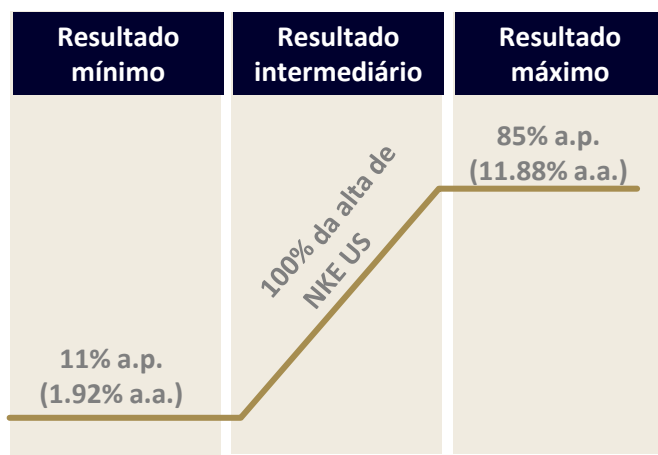 Resultado
mínimo
Resultado
intermediário
Resultado
máximo
85% a.p.
(11.88% a.a.)
100% da alta de
NKE US
11% a.p.
(1.92% a.a.)